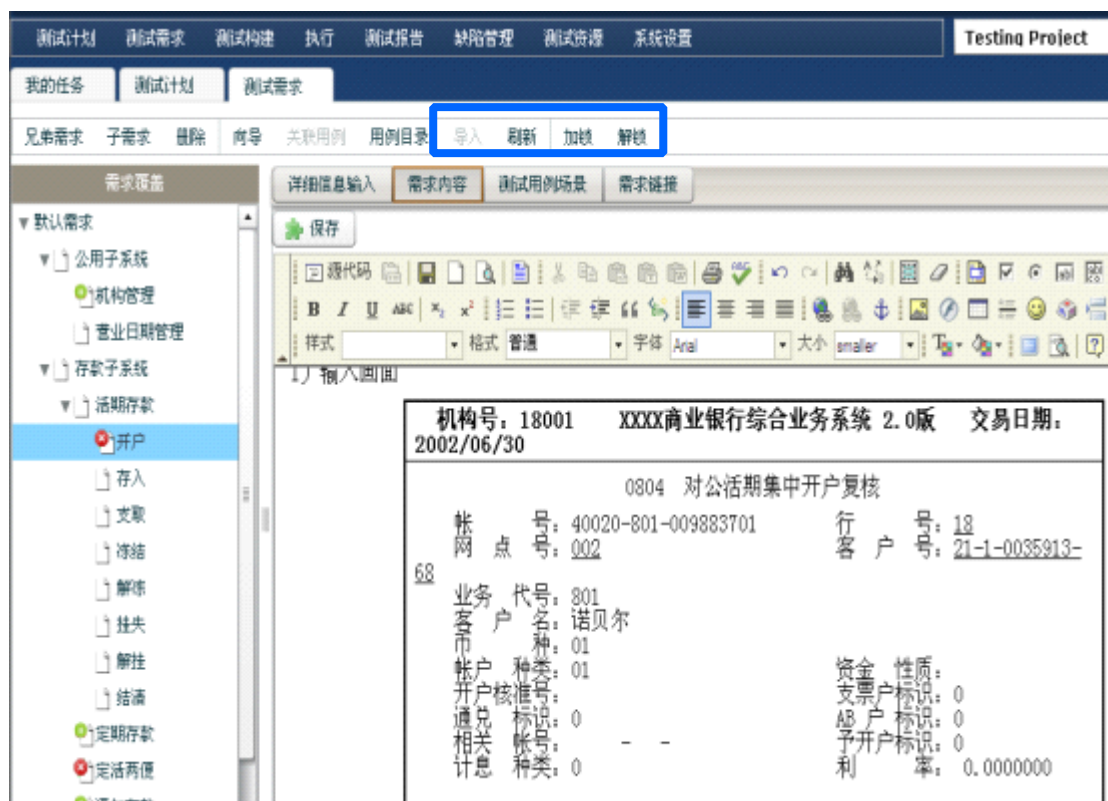 测试计划 测试需求 测试构建 执行 测试报告 缺陷管理 测试资源 系统设置 Testing Project
我的任务 测试计划 测试需求
兄弟需求 子需求 删除 向导 关联用例 用例目录 导入 刷新 加锁 解锁
需求覆盖
默认需求
公用子系统
机构管理
营业日期管理
存款子系统
活期存款
开户
存入
支取
冻结
解冻
挂失
解挂
结清
定期存款
定活两便
详细信息输入 需求内容 测试用例场景 需求链接
保存
源代码
B I U ABC x₂ x²
样式 格式 普通 字体 Arial 大小 smaller
1) 输入画面
机构号：18001 XXXX商业银行综合业务系统 2.0版 交易日期：
2002/06/30
0804 对公活期集中开户复核
帐 号：40020-801-009883701 行 号：18
网 点 号：002 客 户 号：21-1-0035913-
68
业务 代号：801
客 户 名：诺贝尔
币 种：01
帐户 种类：01 资金 性质：
开户核准号： 支票户标识：0
通兑 标识：0 AB 户 标识：0
相关 帐号： - - 予开户标识：0
计息 种类：0 利 率： 0.0000000